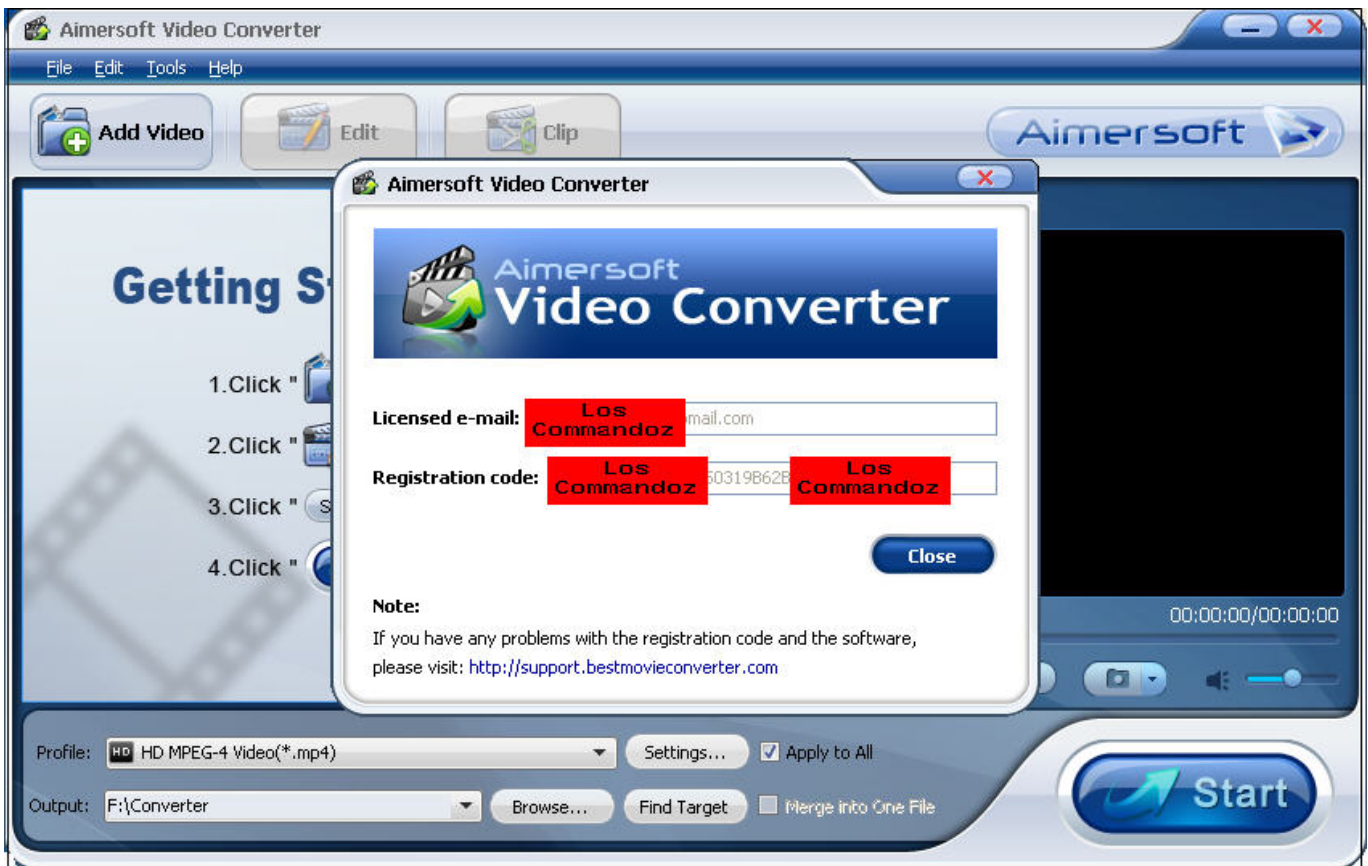 Aimersoft Video Converter
File Edit Tools Help
Add Video Edit Clip
Aimersoft
Aimersoft Video Converter
Aimersoft
Video Converter
Getting
1.Click "
2.Click "
3.Click "
4.Click "
Licensed e-mail: Los Commandoz mail.com
Registration code: Los Commandoz 0319B62 Los Commandoz
Close
Note:
If you have any problems with the registration code and the software,
please visit: http://support.bestmovieconverter.com
00:00:00/00:00:00
Profile: HD HD MPEG-4 Video(*.mp4) Settings... Apply to All
Output: F:\Converter Browse... Find Target Merge into One File
Start